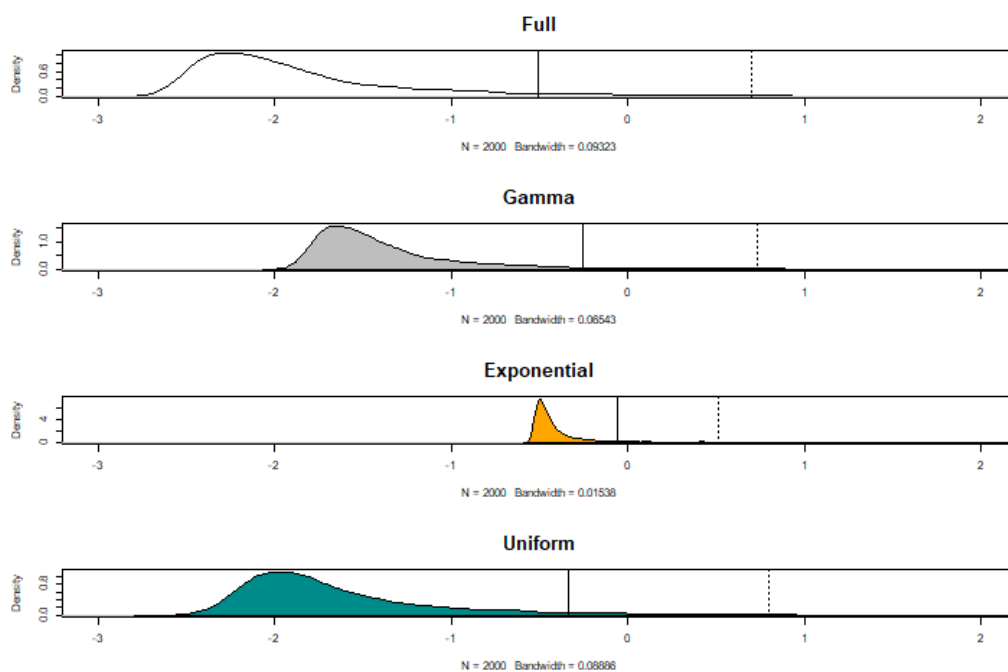 Full
Density
0.0 0.6
-3 -2 -1 0 1 2
N = 2000 Bandwidth = 0.09323
Gamma
Density
0.0 1.0
-3 -2 -1 0 1 2
N = 2000 Bandwidth = 0.06543
Exponential
Density
0 4
-3 -2 -1 0 1 2
N = 2000 Bandwidth = 0.01538
Uniform
Density
0.0 0.8
-3 -2 -1 0 1 2
N = 2000 Bandwidth = 0.08886